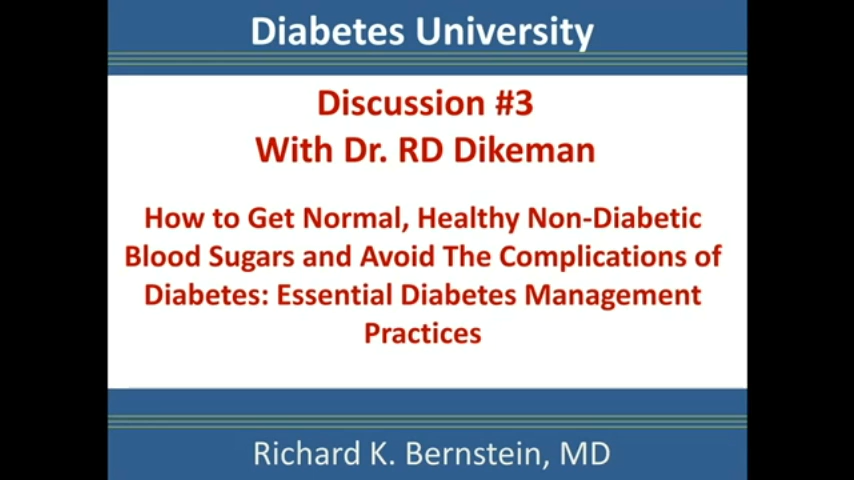 Diabetes University
Discussion #3
With Dr. RD Dikeman
How to Get Normal, Healthy Non-Diabetic
Blood Sugars and Avoid The Complications of
Diabetes: Essential Diabetes Management
Practices
Richard K. Bernstein, MD